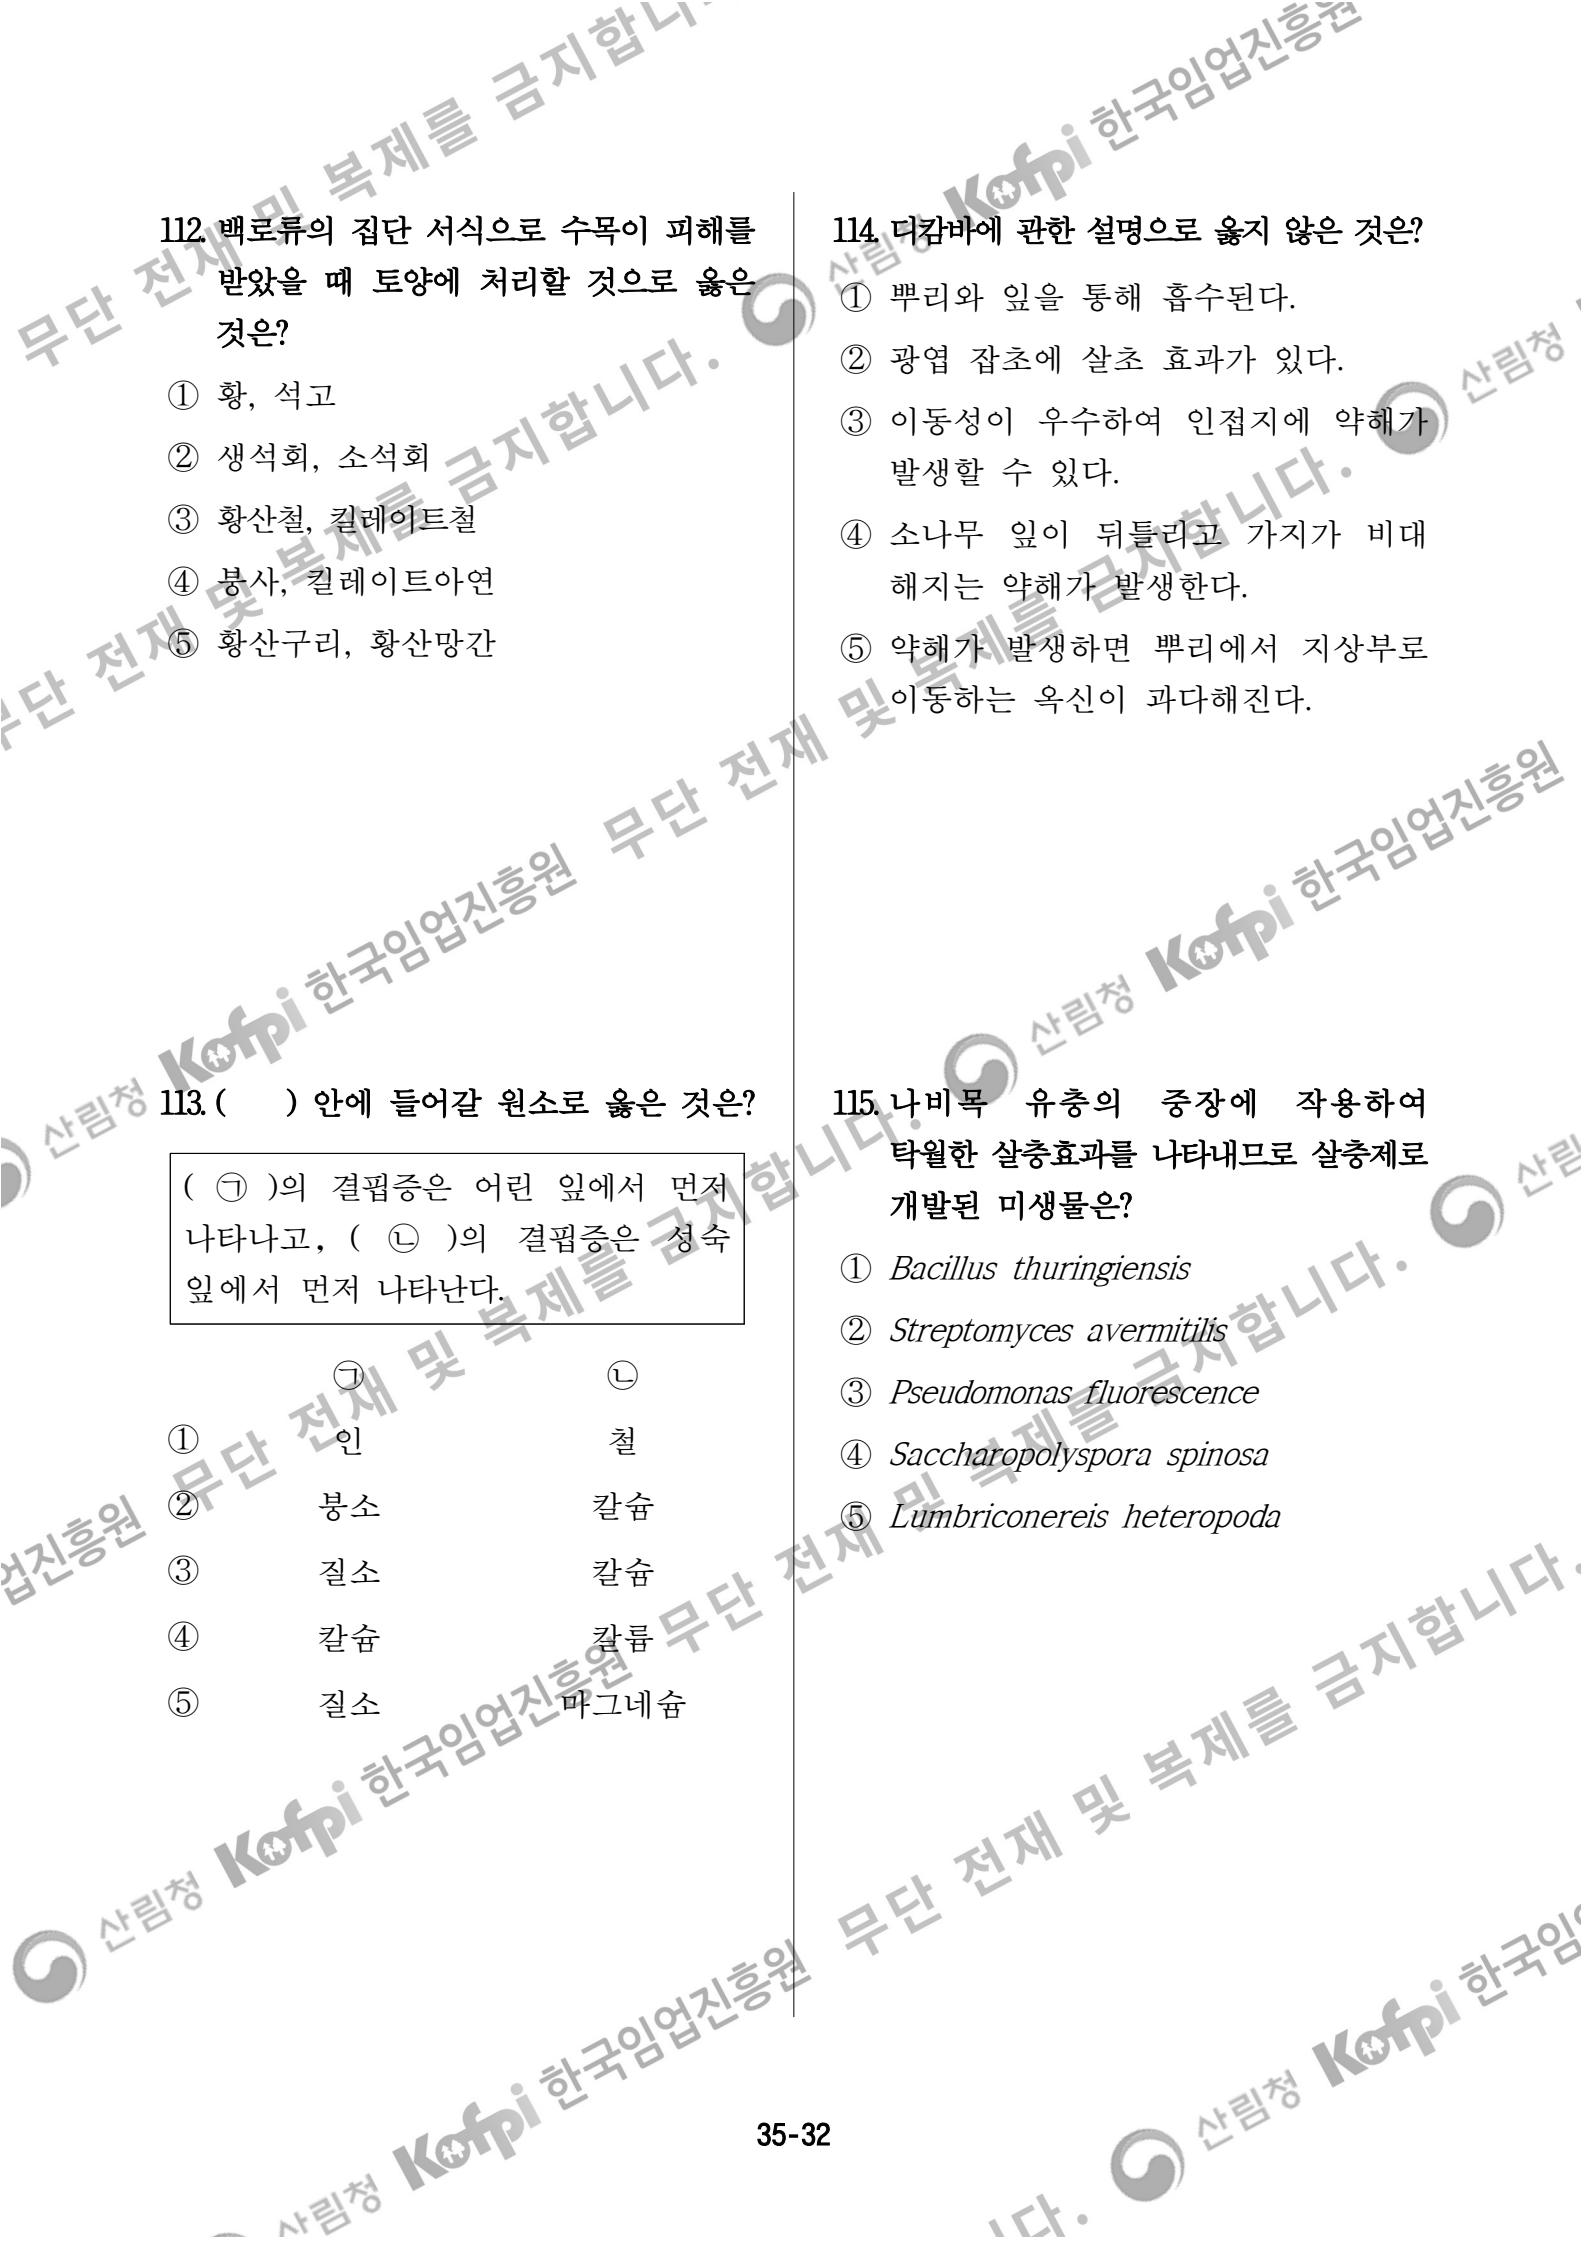 112. 백로류의 집단 서식으로 수목이 피해를
받았을 때 토양에 처리할 것으로 옳은
것은?
① 황, 석고
② 생석회, 소석회
③ 황산철, 킬레이트철
④ 붕사, 킬레이트아연
⑤ 황산구리, 황산망간
113. (    ) 안에 들어갈 원소로 옳은 것은?
( ㉠ )의 결핍증은 어린 잎에서 먼저
나타나고, ( ㉡ )의 결핍증은 성숙
잎에서 먼저 나타난다.
㉠ ㉡
① 인 철
② 붕소 칼슘
③ 질소 칼슘
④ 칼슘 칼륨
⑤ 질소 마그네슘
114. 디캄바에 관한 설명으로 옳지 않은 것은?
① 뿌리와 잎을 통해 흡수된다.
② 광엽 잡초에 살초 효과가 있다.
③ 이동성이 우수하여 인접지에 약해가
발생할 수 있다.
④ 소나무 잎이 뒤틀리고 가지가 비대
해지는 약해가 발생한다.
⑤ 약해가 발생하면 뿌리에서 지상부로
이동하는 옥신이 과다해진다.
115. 나비목 유충의 중장에 작용하여
탁월한 살충효과를 나타내므로 살충제로
개발된 미생물은?
① Bacillus thuringiensis
② Streptomyces avermitilis
③ Pseudomonas fluorescence
④ Saccharopolyspora spinosa
⑤ Lumbriconereis heteropoda
35-32
무단 전재 및 복제를 금지합니다.
산림청 Kofpi 한국임업진흥원